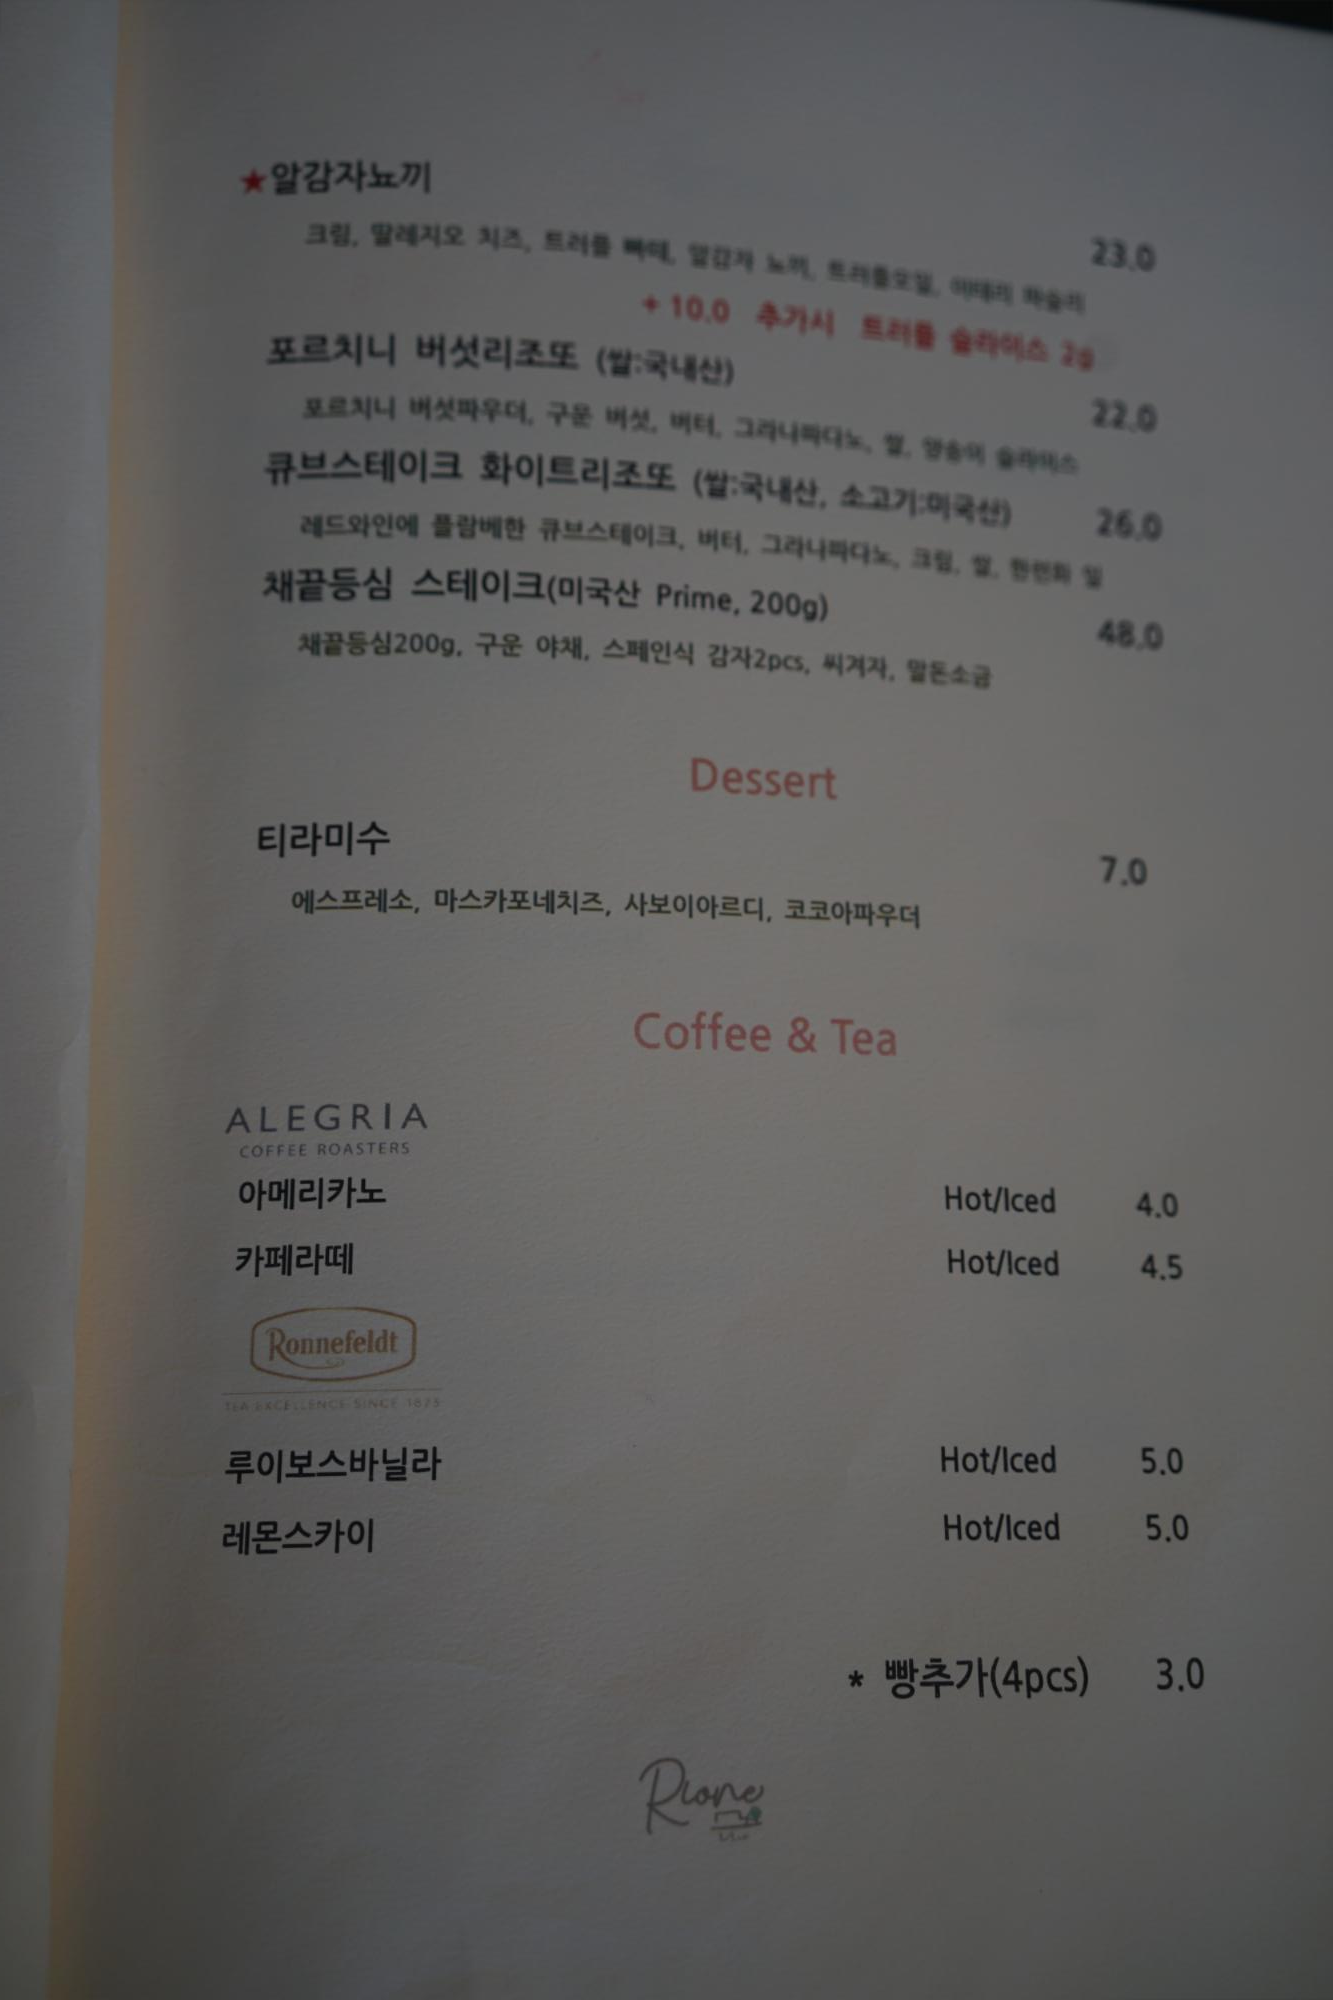 ★알감자뇨끼
크림, 딸레지오 치즈, 트러플 빠떼, 알감자 뇨끼, 트러플오일, 이태리 파슬리
23.0
+ 10.0 추가시 트러플 슬라이스 2g
포르치니 버섯리조또 (쌀:국내산)
포르치니 버섯파우더, 구운 버섯, 버터, 그라나파다노, 쌀, 양송이 슬라이스
22.0
큐브스테이크 화이트리조또 (쌀:국내산, 소고기:미국산)
26.0
레드와인에 플람베한 큐브스테이크, 버터, 그라나파다노, 크림, 쌀,
채끝등심 스테이크(미국산 Prime, 200g)
48.0
채끝등심200g, 구운 야채, 스페인식 감자2pcs, 씨겨자, 말돈소금
Dessert
티라미수
7.0
에스프레소, 마스카포네치즈, 사보이아르디, 코코아파우더
Coffee & Tea
ALEGRIA
COFFEE ROASTERS
아메리카노 Hot/Iced 4.0
카페라떼 Hot/Iced 4.5
Ronnefeldt
TEA EXCELLENCE SINCE 1823
루이보스바닐라 Hot/Iced 5.0
레몬스카이 Hot/Iced 5.0
* 빵추가(4pcs) 3.0
Rione